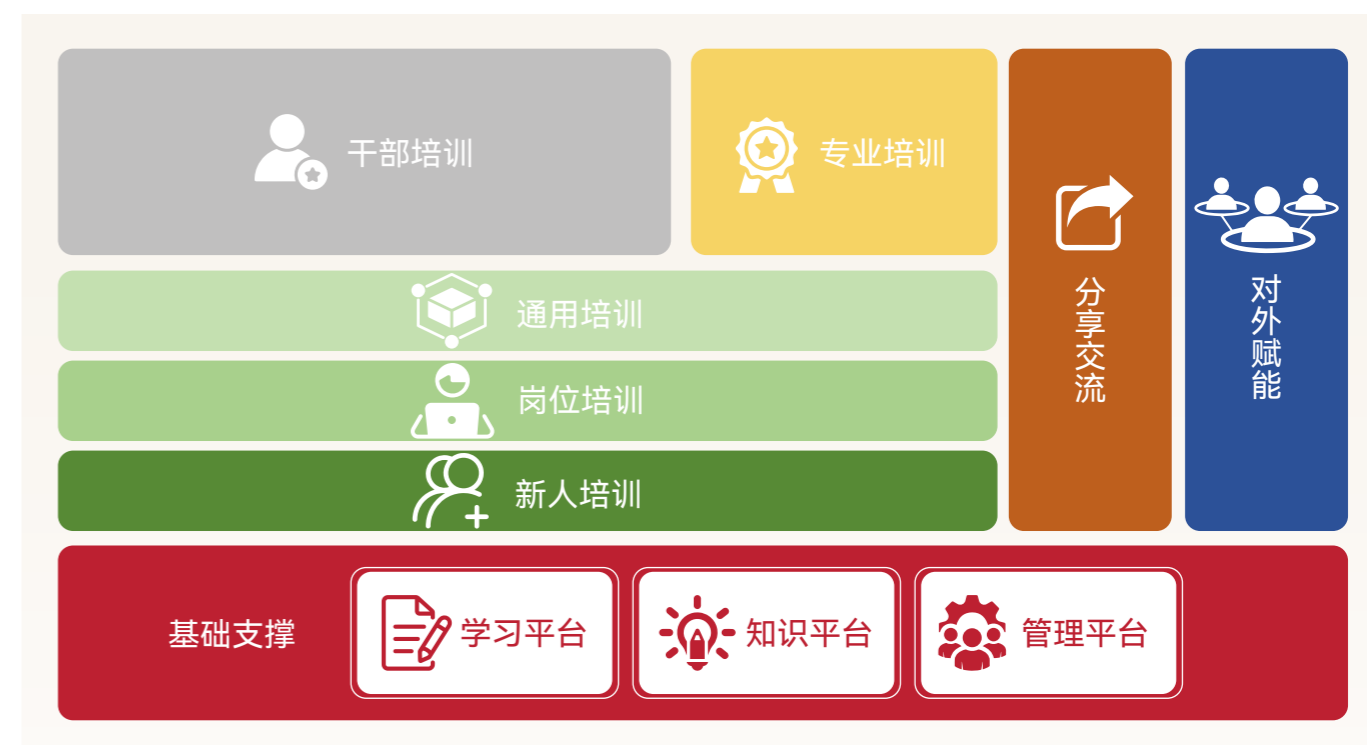 干部培训
专业培训
通用培训
岗位培训
新人培训
分享交流
对外赋能
基础支撑
学习平台
知识平台
管理平台